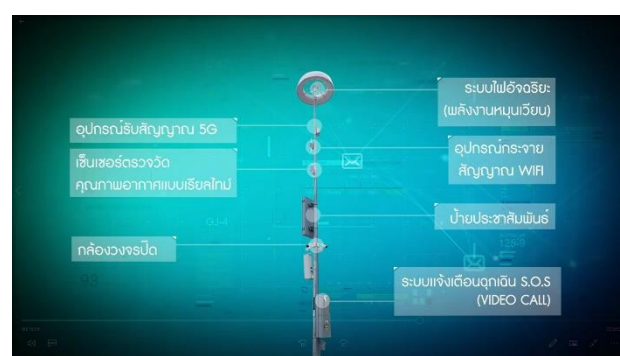 ระบบไฟอัจฉริยะ
(พลังงานหมุนเวียน)
อุปกรณ์รับสัญญาณ 5G
อุปกรณ์กระจาย
สัญญาณ WIFI
เซ็นเซอร์ตรวจวัด
คุณภาพอากาศแบบเรียลไทม์
ป้ายประชาสัมพันธ์
กล้องวงจรปิด
ระบบแจ้งเตือนฉุกเฉิน S.O.S
(VIDEO CALL)